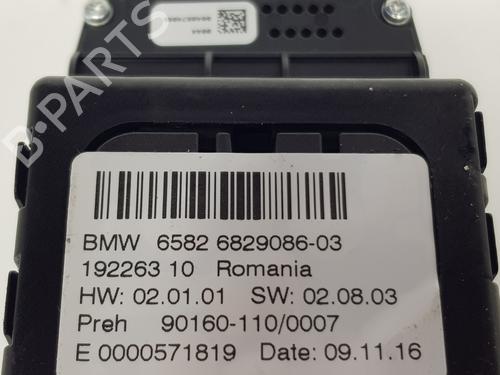 B-PARTS
BMW 6582 6829086-03
192263 10 Romania
HW: 02.01.01 SW: 02.08.03
Preh 90160-110/0007
E 0000571819 Date: 09.11.16